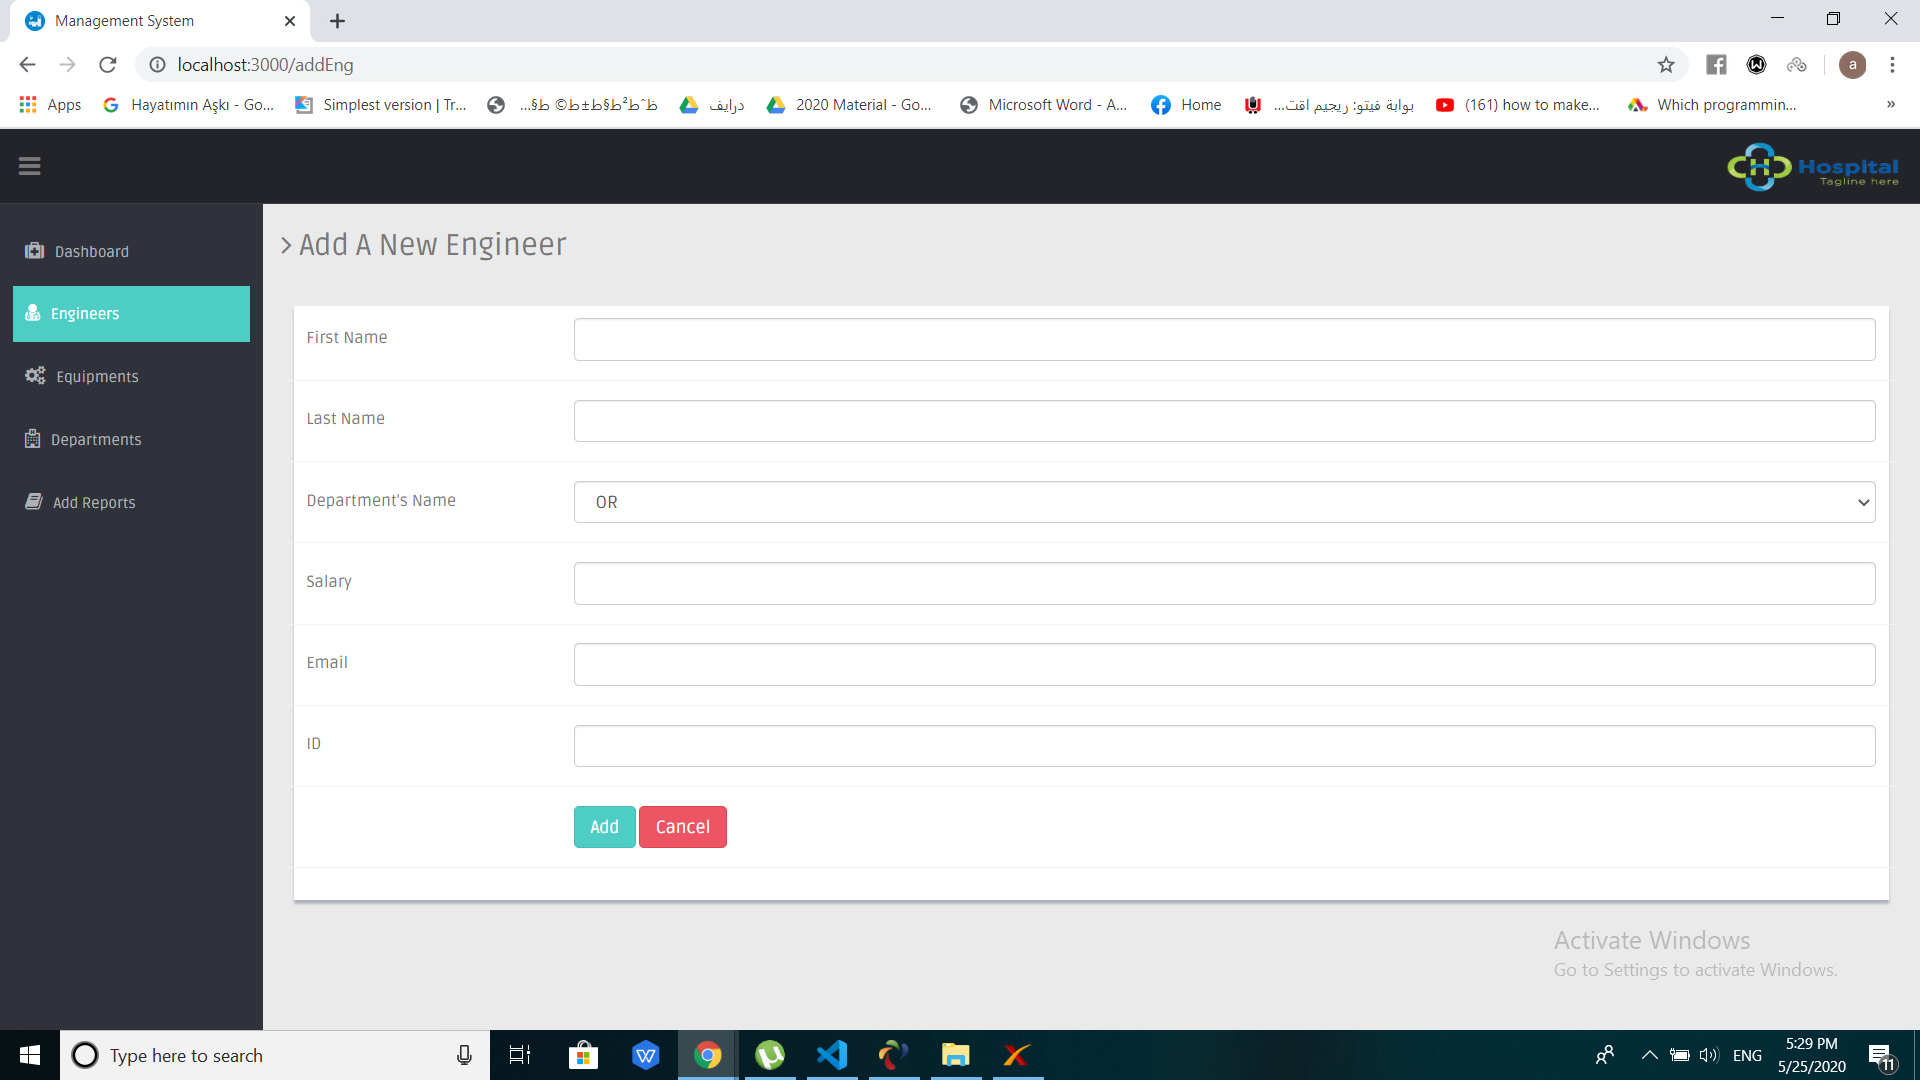 Management System
localhost:3000/addEng
Apps
Hayatımın Aşkı - Go...
Simplest version | Tr...
ظˆط²ط§ط±ط© ط§...
درايف
2020 Material - Go...
Microsoft Word - A...
Home
بوابة فيتو: ريجيم اقت...
(161) how to make...
Which programmin...
»
Hospital
Tagline here
Dashboard
Engineers
Equipments
Departments
Add Reports
Add A New Engineer
First Name
Last Name
Department's Name
OR
Salary
Email
ID
Add
Cancel
Activate Windows
Go to Settings to activate Windows.
Type here to search
ENG
5:29 PM
5/25/2020
11